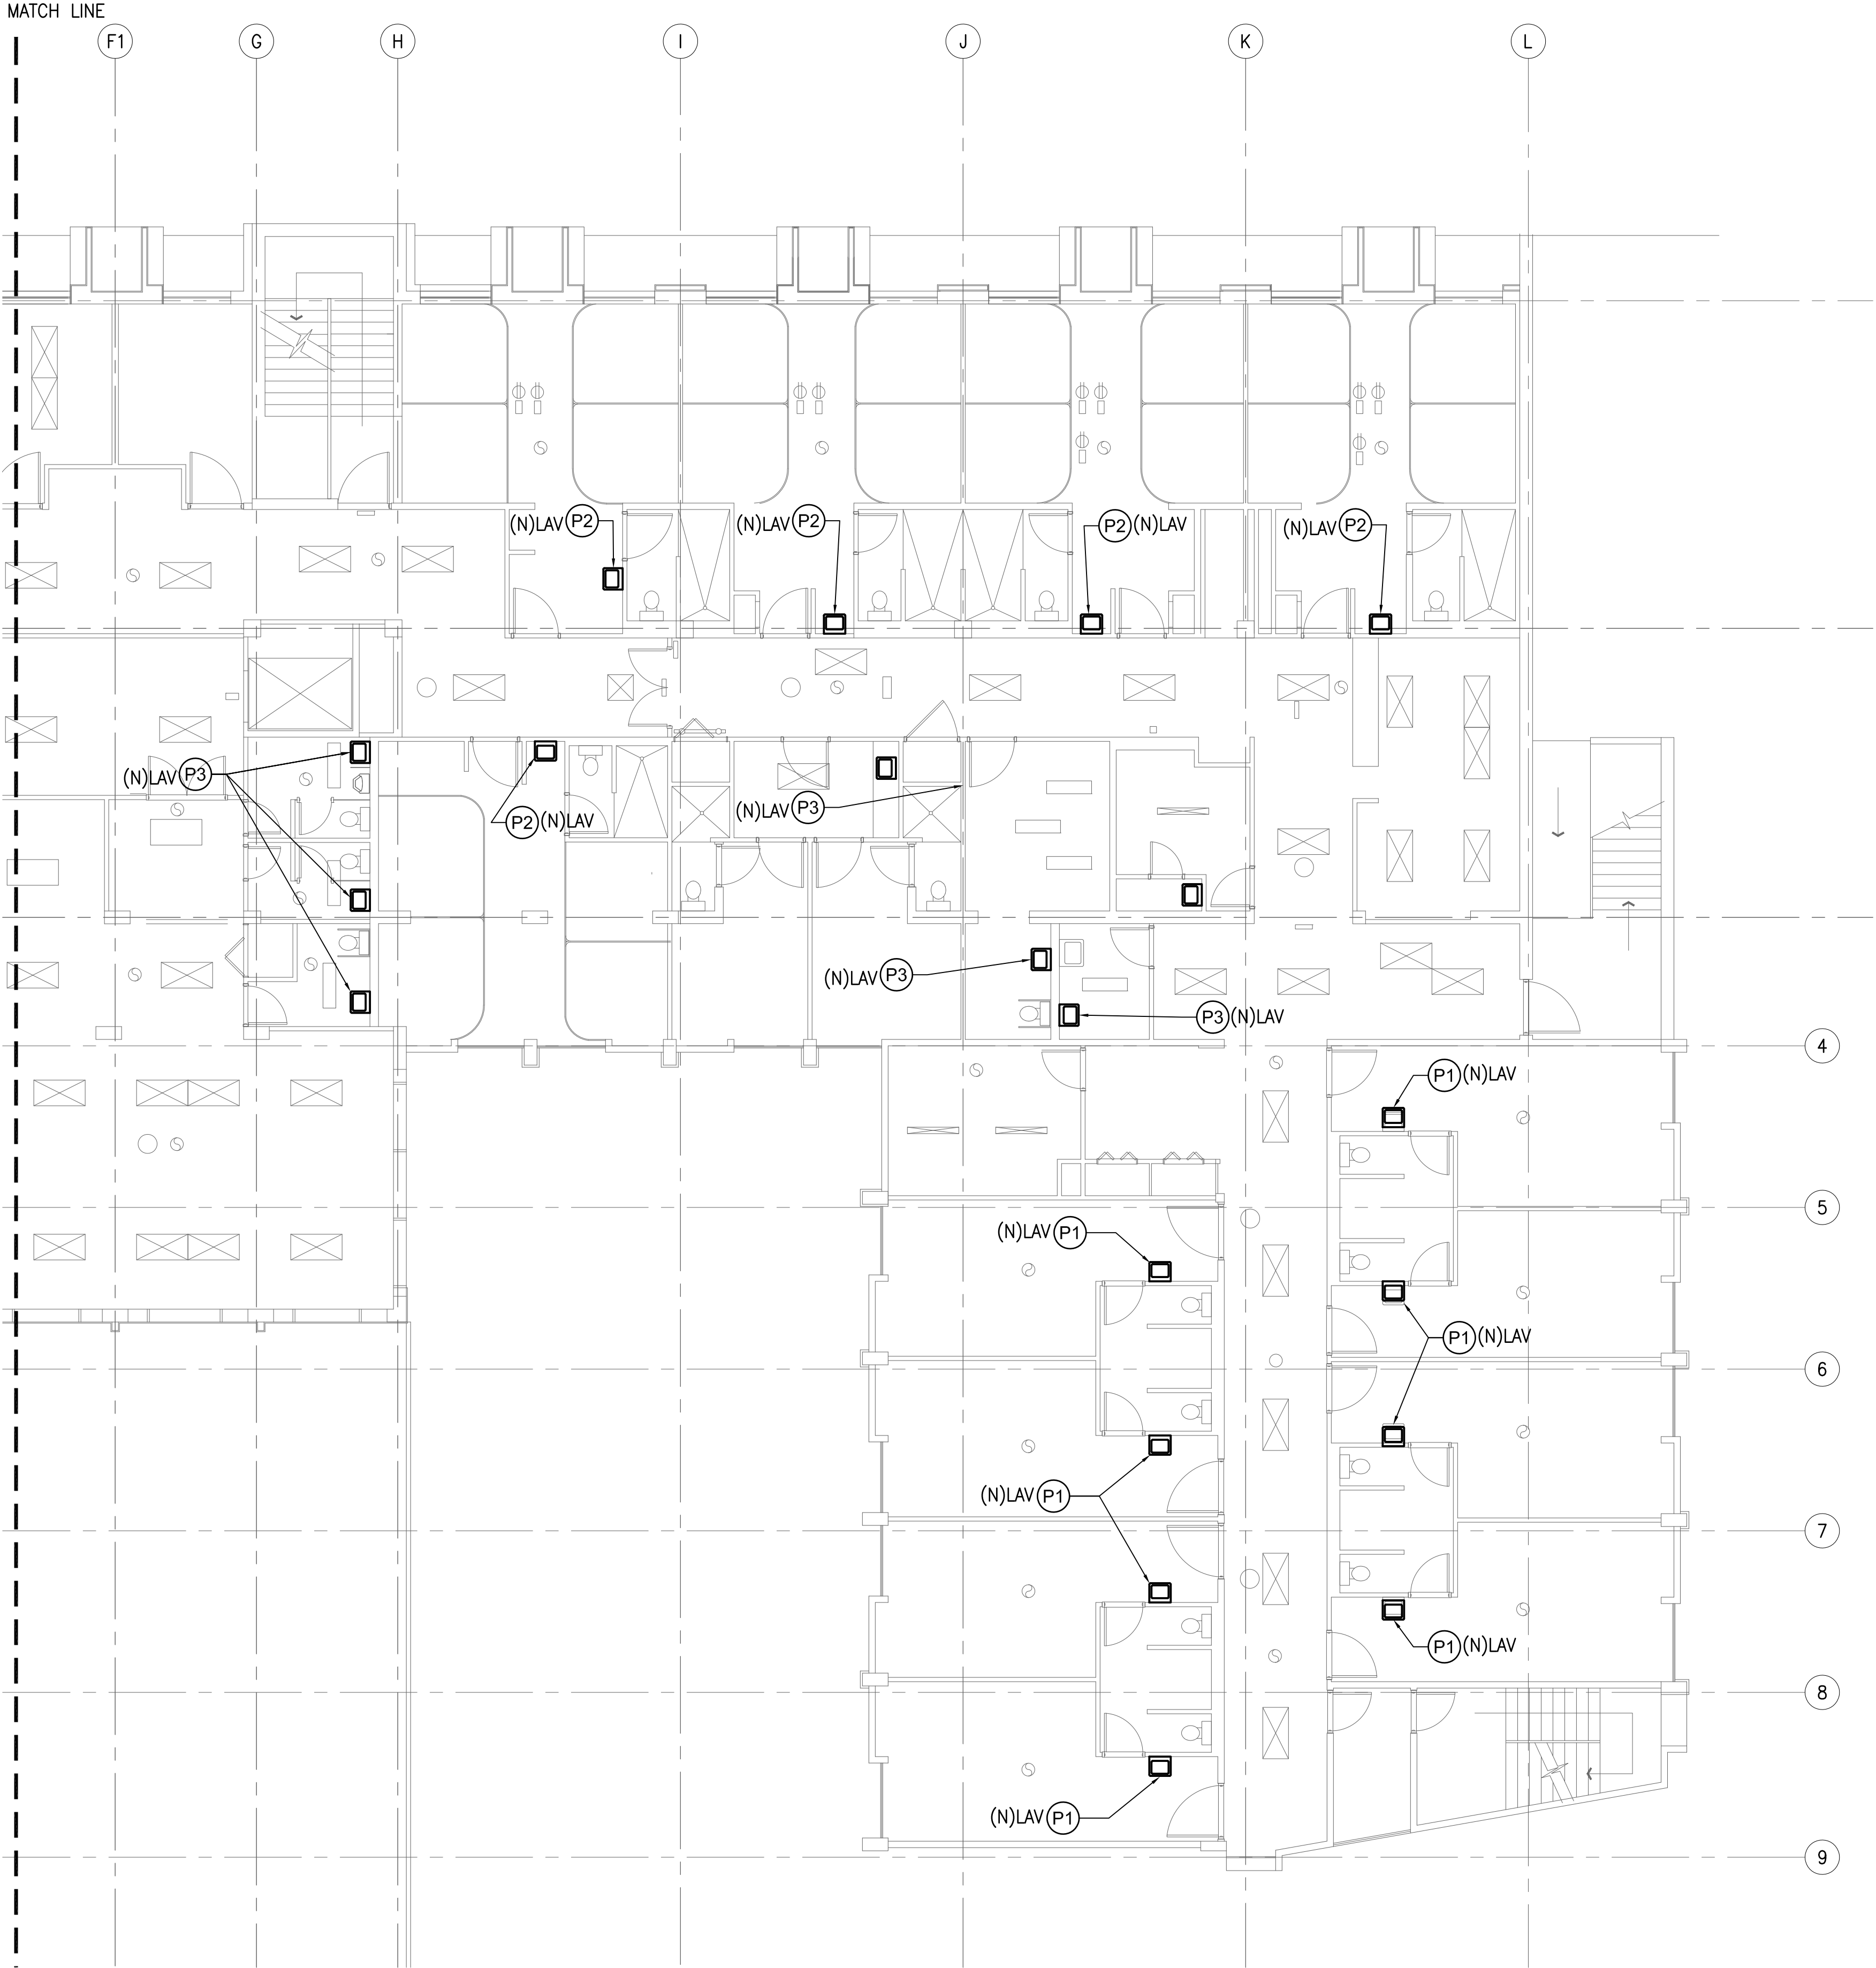 MATCH LINE
F1
G
H
I
J
K
L
(N)LAV P2
(N)LAV P2
P2 (N)LAV
(N)LAV P2
(N)LAV P3
P2 (N)LAV
(N)LAV P3
(N)LAV P3
P3 (N)LAV
4
P1 (N)LAV
5
(N)LAV P1
P1 (N)LAV
6
(N)LAV P1
7
P1 (N)LAV
8
(N)LAV P1
9